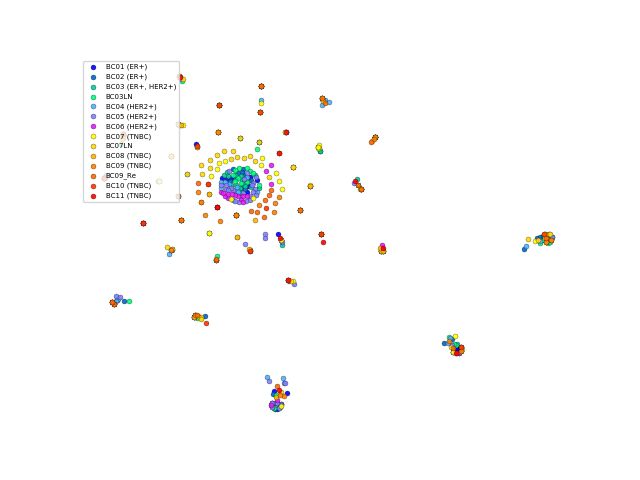 BC01 (ER+)
BC02 (ER+)
BC03 (ER+, HER2+)
BC03LN
BC04 (HER2+)
BC05 (HER2+)
BC06 (HER2+)
BC07 (TNBC)
BC07LN
BC08 (TNBC)
BC09 (TNBC)
BC09_Re
BC10 (TNBC)
BC11 (TNBC)